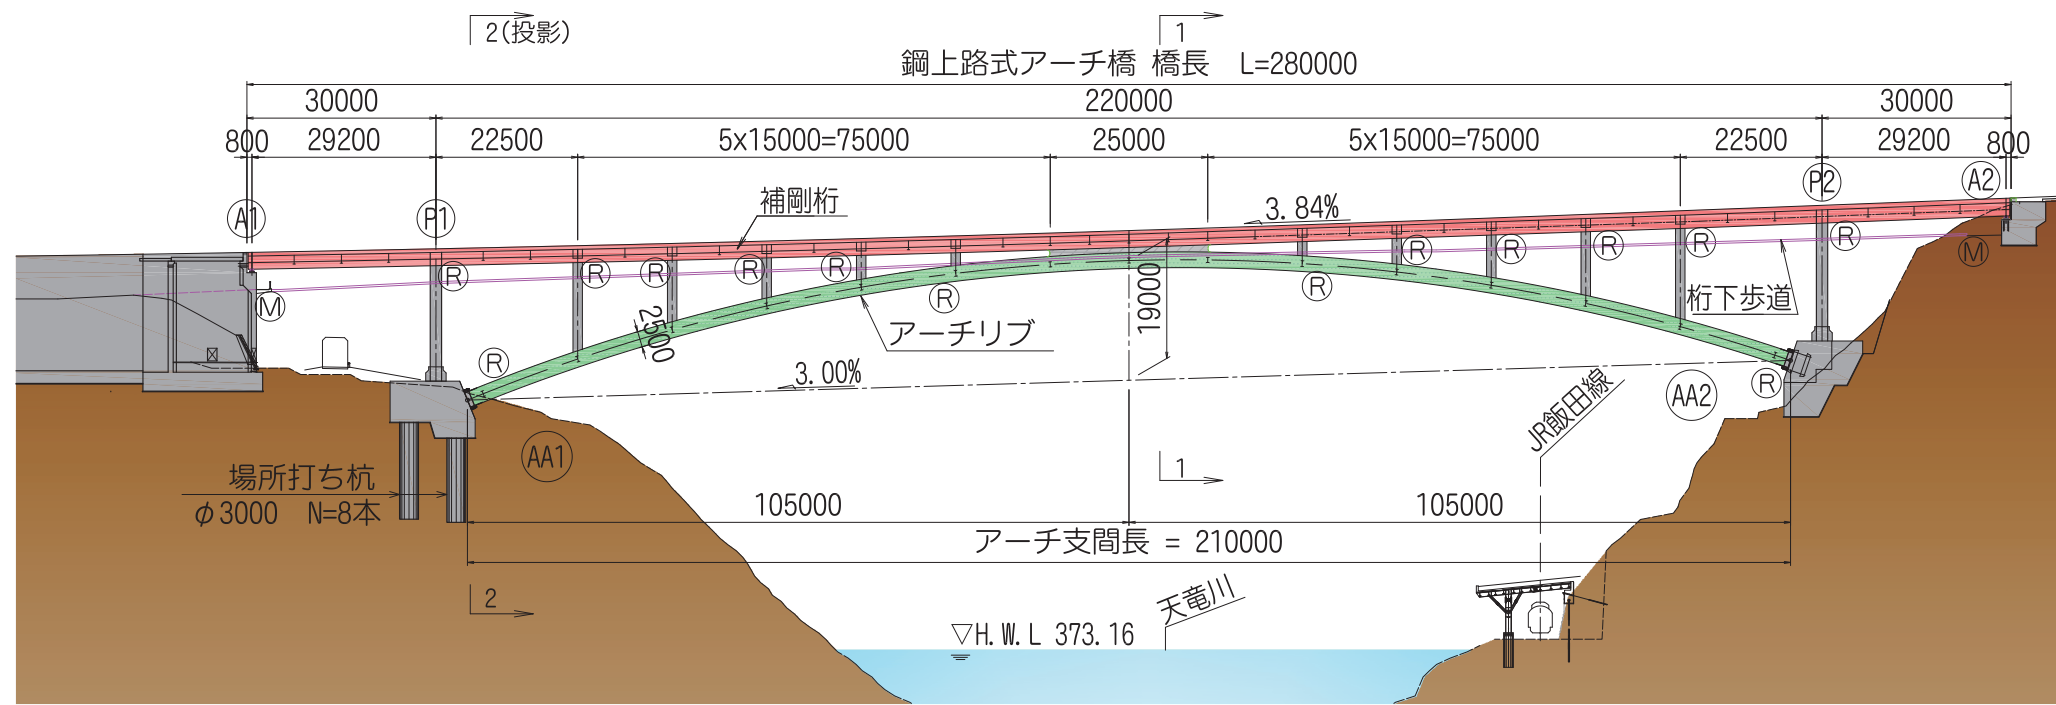 2(投影)
1
鋼上路式アーチ橋 橋長 L=280000
30000
220000
30000
800
29200
22500
5x15000=75000
25000
5x15000=75000
22500
29200
800
A1
P1
補剛桁
3.84%
P2
A2
R
R
R
R
R
R
R
R
R
R
R
R
M
M
R
R
2500
アーチリブ
19000
桁下歩道
3.00%
R
AA2
JR飯田線
AA1
場所打ち杭
φ3000 N=8本
1
105000
105000
アーチ支間長 = 210000
2
天竜川
▽H.W.L 373.16